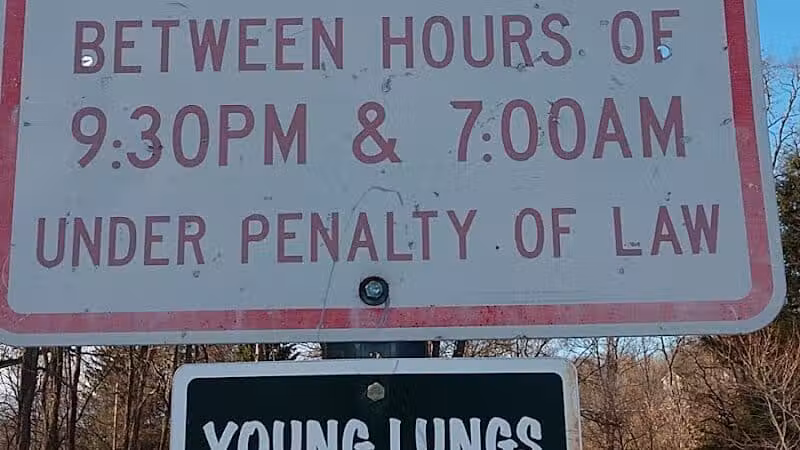 BETWEEN HOURS OF
9:30PM & 7:00AM
UNDER PENALTY OF LAW
YOUNG LUNGS